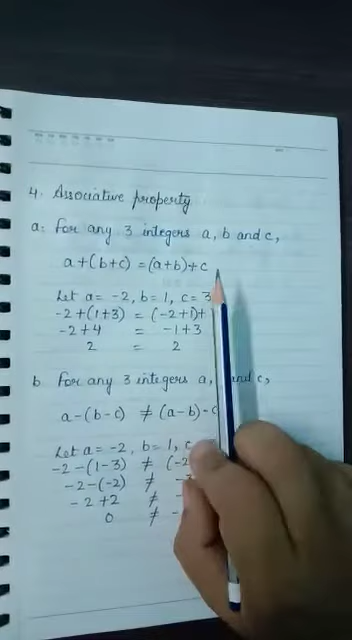 4. Associative property
a. For any 3 integers a, b and c,
a+(b+c) = (a+b)+c
Let a= -2, b= 1, c= 3
-2+(1+3) = (-2+1)+
-2+4 = -1+3
2 = 2
b For any 3 integers a, and c,
a-(b-c) ≠ (a-b)-c
Let a= -2, b= 1, c
-2-(1-3) ≠ (-2
-2-(-2) ≠
-2+2 ≠
0 ≠ -